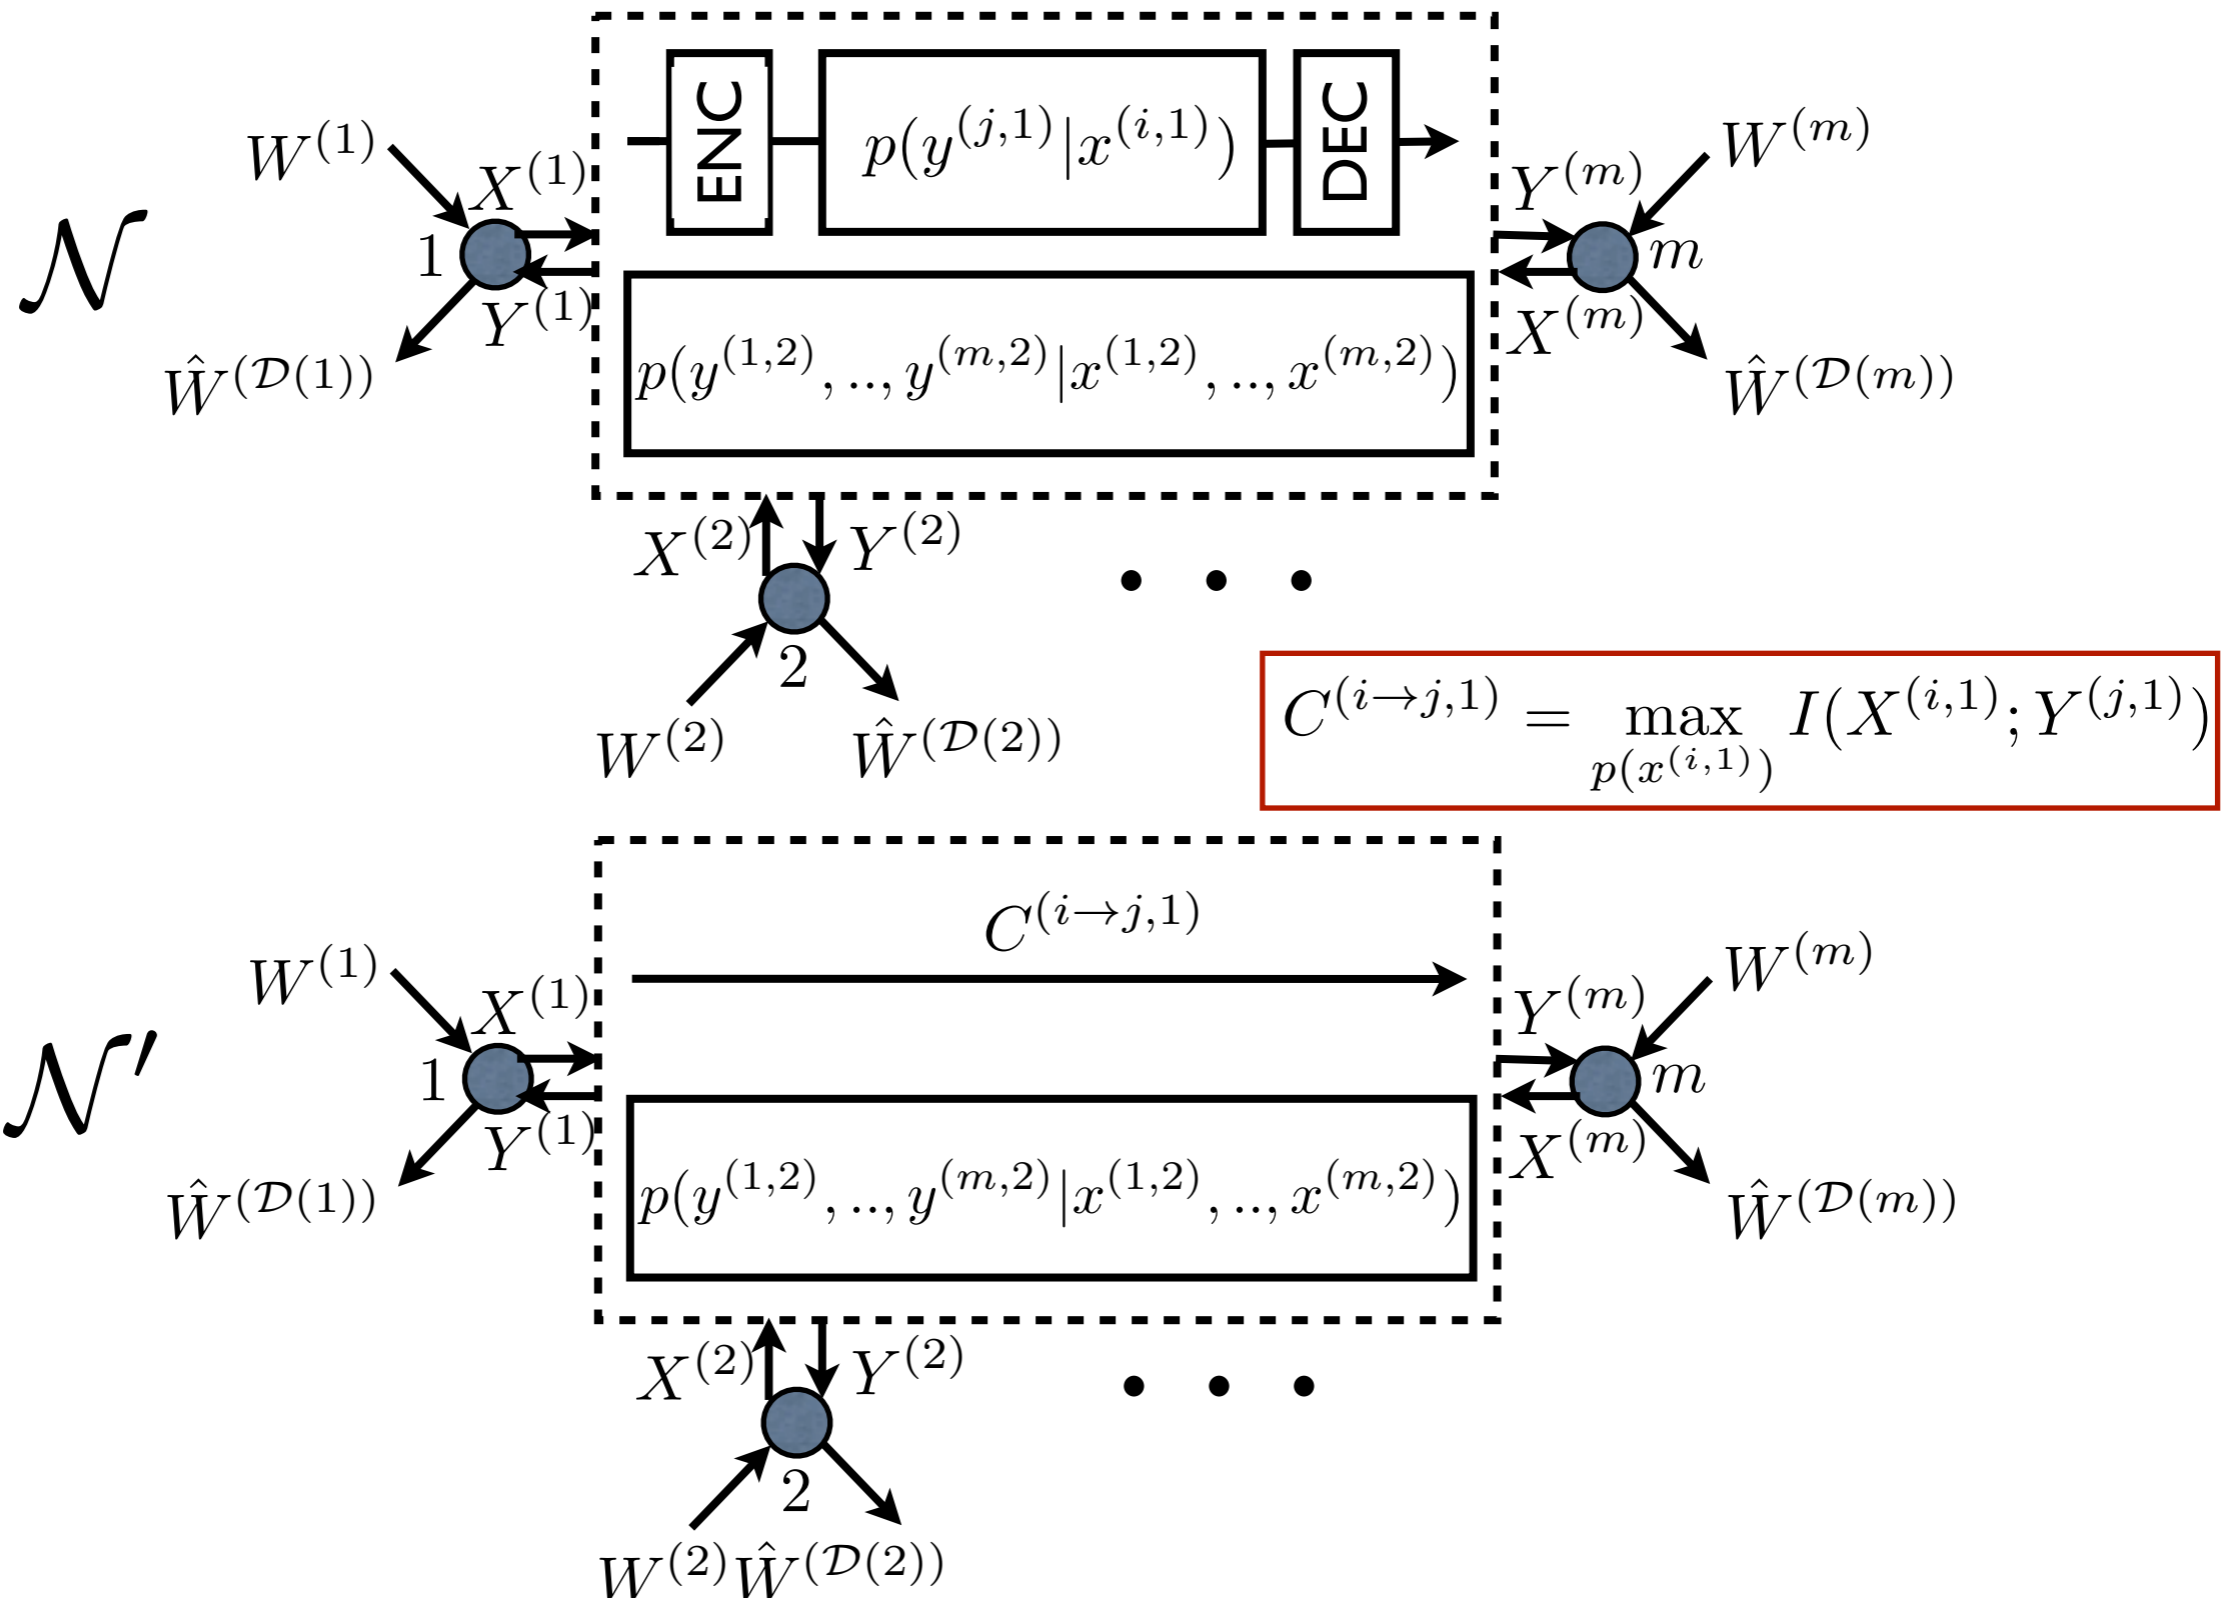 𝒩
W^(1)
X^(1)
1
Y^(1)
Ŵ^(𝒟(1))
ENC
p(y^(j,1)|x^(i,1))
DEC
p(y^(1,2),..,y^(m,2)|x^(1,2),..,x^(m,2))
Y^(m)
W^(m)
m
X^(m)
Ŵ^(𝒟(m))
X^(2)
Y^(2)
2
W^(2)
Ŵ^(𝒟(2))
• • •
C^(i→j,1) = max_{p(x^(i,1))} I(X^(i,1);Y^(j,1))
𝒩′
W^(1)
X^(1)
1
Y^(1)
Ŵ^(𝒟(1))
C^(i→j,1)
p(y^(1,2),..,y^(m,2)|x^(1,2),..,x^(m,2))
Y^(m)
W^(m)
m
X^(m)
Ŵ^(𝒟(m))
X^(2)
Y^(2)
2
W^(2)
Ŵ^(𝒟(2))
• • •